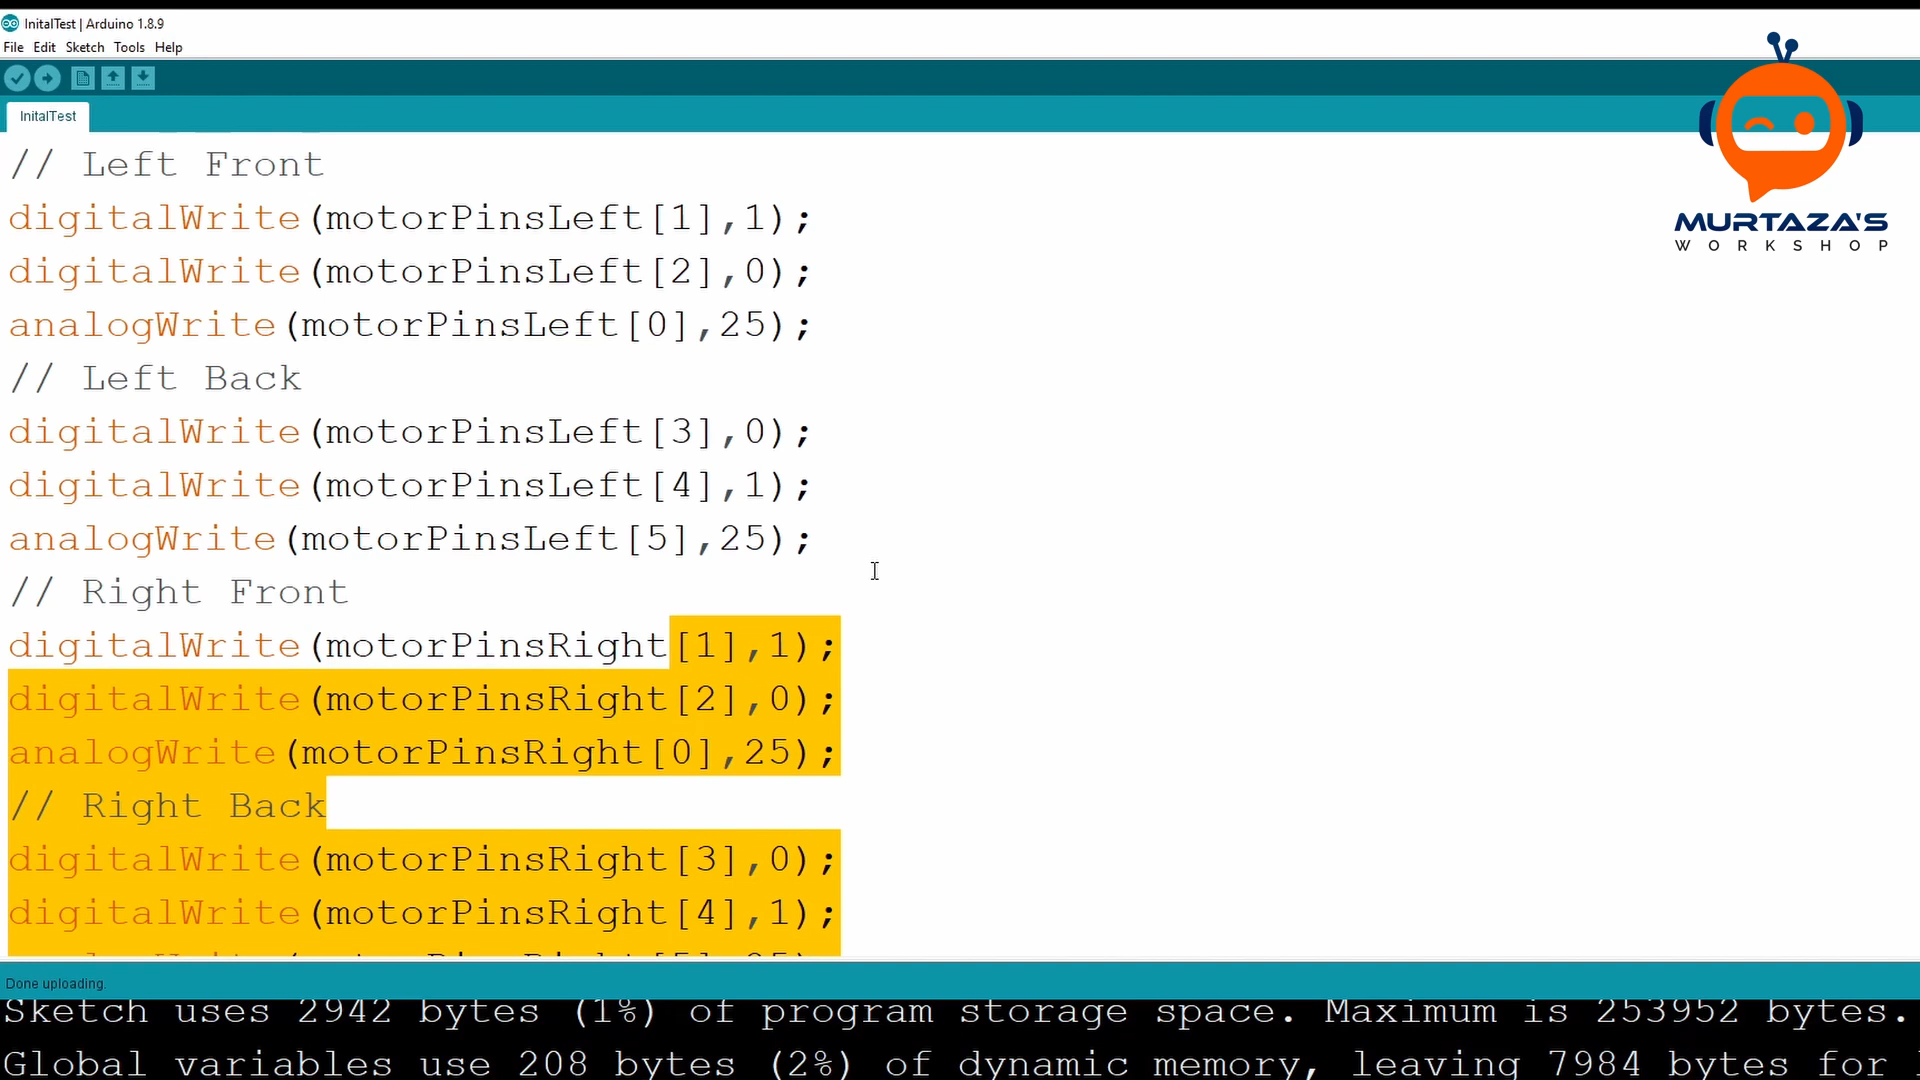 InitalTest | Arduino 1.8.9
File Edit Sketch Tools Help
InitalTest
MURTAZA'S
WORKSHOP
// Left Front
digitalWrite(motorPinsLeft[1],1);
digitalWrite(motorPinsLeft[2],0);
analogWrite(motorPinsLeft[0],25);
// Left Back
digitalWrite(motorPinsLeft[3],0);
digitalWrite(motorPinsLeft[4],1);
analogWrite(motorPinsLeft[5],25);
// Right Front
digitalWrite(motorPinsRight[1],1);
digitalWrite(motorPinsRight[2],0);
analogWrite(motorPinsRight[0],25);
// Right Back
digitalWrite(motorPinsRight[3],0);
digitalWrite(motorPinsRight[4],1);
Done uploading.
Sketch uses 2942 bytes (1%) of program storage space. Maximum is 253952 bytes.
Global variables use 208 bytes (2%) of dynamic memory, leaving 7984 bytes for